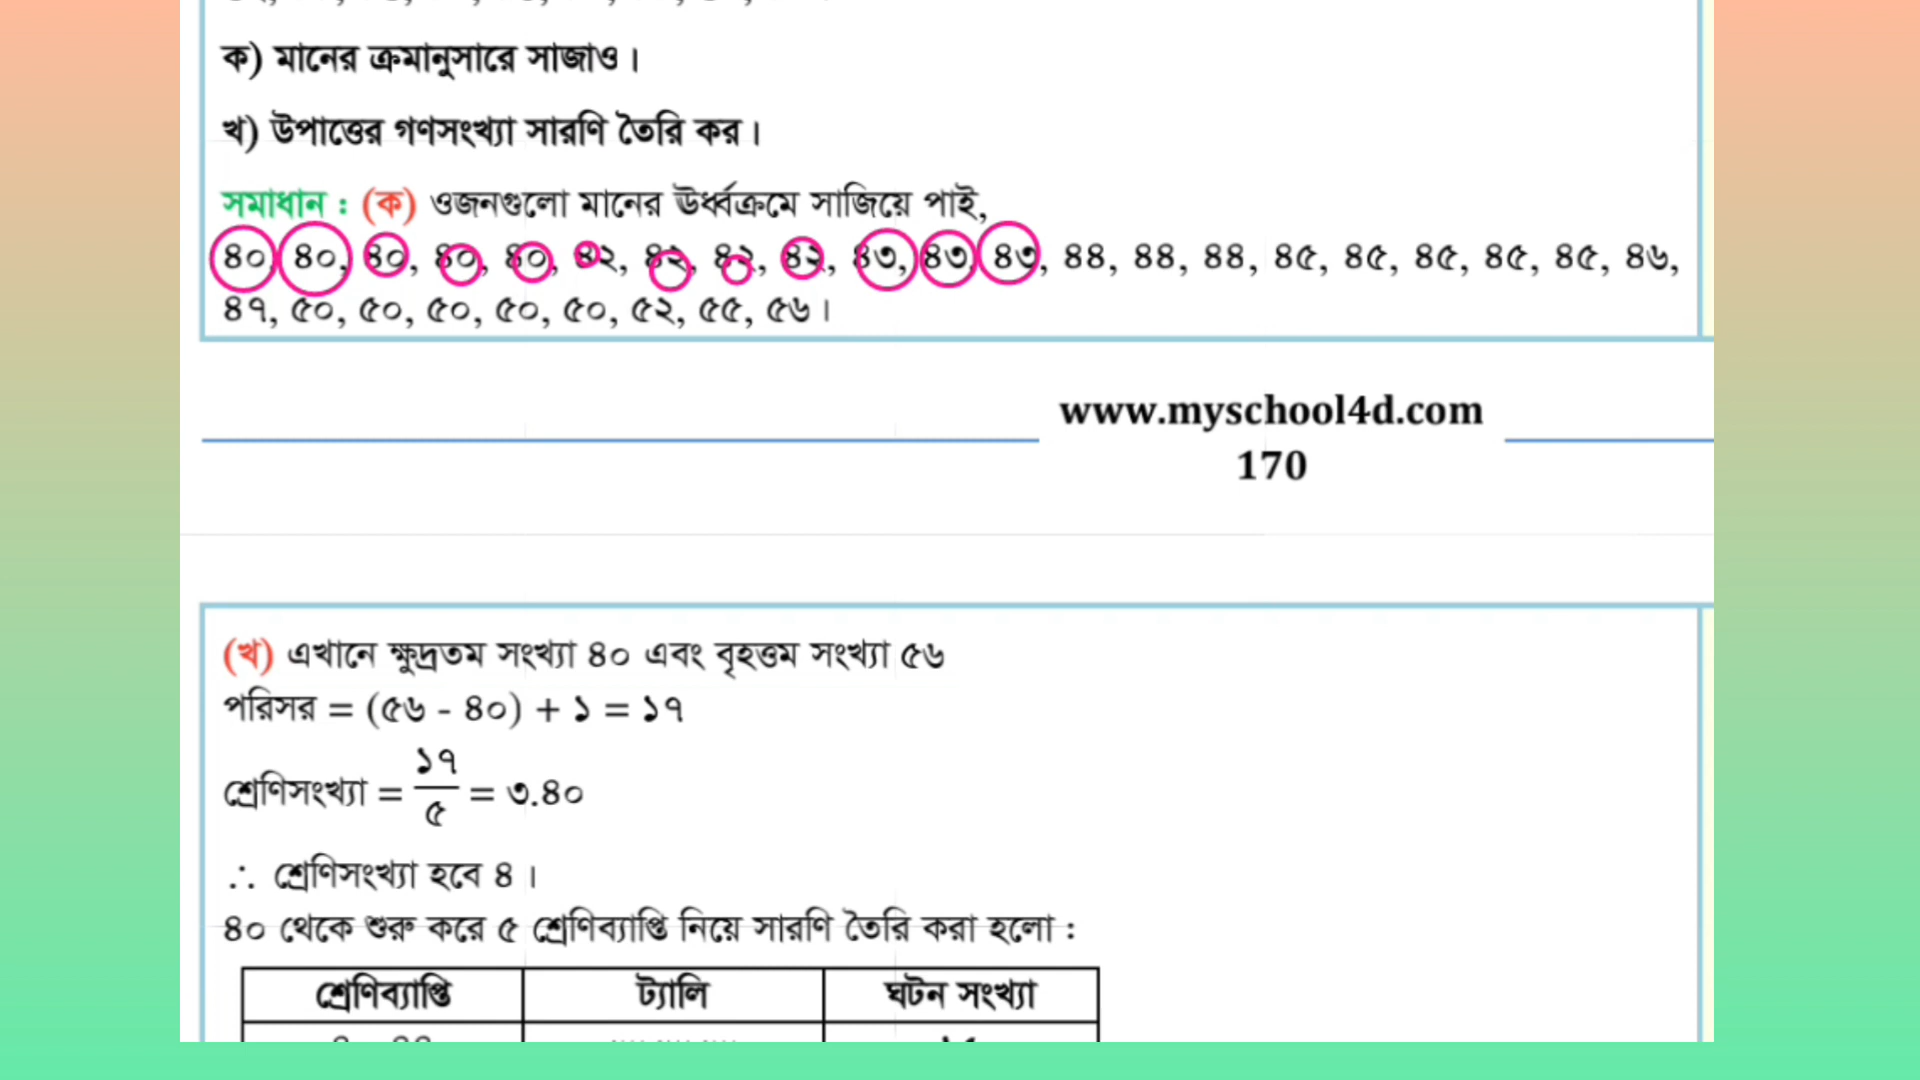 ক) মানের ক্রমানুসারে সাজাও।
খ) উপাত্তের গণসংখ্যা সারণি তৈরি কর।
সমাধান : (ক) ওজনগুলো মানের ঊর্ধ্বক্রমে সাজিয়ে পাই,
৪০, ৪০, ৪০, ৪০, ৪০, ৪২, ৪২, ৪২, ৪২, ৪৩, ৪৩, ৪৩, ৪৪, ৪৪, ৪৪, ৪৫, ৪৫, ৪৫, ৪৫, ৪৫, ৪৬,
৪৭, ৫০, ৫০, ৫০, ৫০, ৫০, ৫২, ৫৫, ৫৬।
www.myschool4d.com
170
(খ) এখানে ক্ষুদ্রতম সংখ্যা ৪০ এবং বৃহত্তম সংখ্যা ৫৬
পরিসর = (৫৬ - ৪০) + ১ = ১৭
শ্রেণিসংখ্যা = ১৭/৫ = ৩.৪০
∴ শ্রেণিসংখ্যা হবে ৪।
৪০ থেকে শুরু করে ৫ শ্রেণিব্যাপ্তি নিয়ে সারণি তৈরি করা হলো :
শ্রেণিব্যাপ্তি ট্যালি ঘটন সংখ্যা